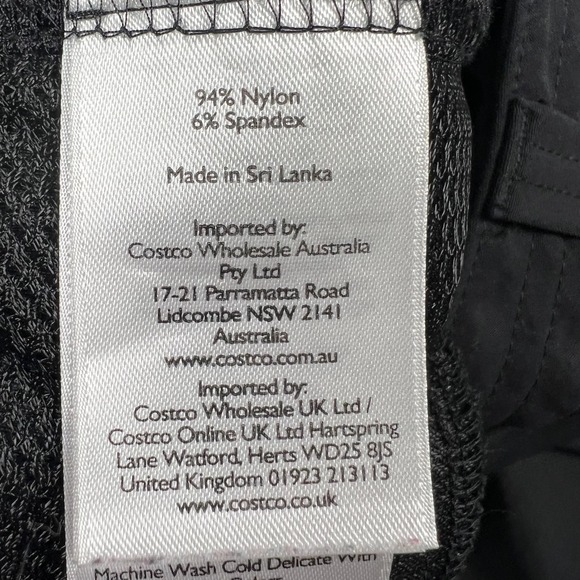 94% Nylon
6% Spandex
Made in Sri Lanka
Imported by:
Costco Wholesale Australia
Pty Ltd
17-21 Parramatta Road
Lidcombe NSW 2141
Australia
www.costco.com.au
Imported by:
Costco Wholesale UK Ltd /
Costco Online UK Ltd Hartspring
Lane Watford, Herts WD25 8JS
United Kingdom 01923 213113
www.costco.co.uk
Machine Wash Cold Delicate With